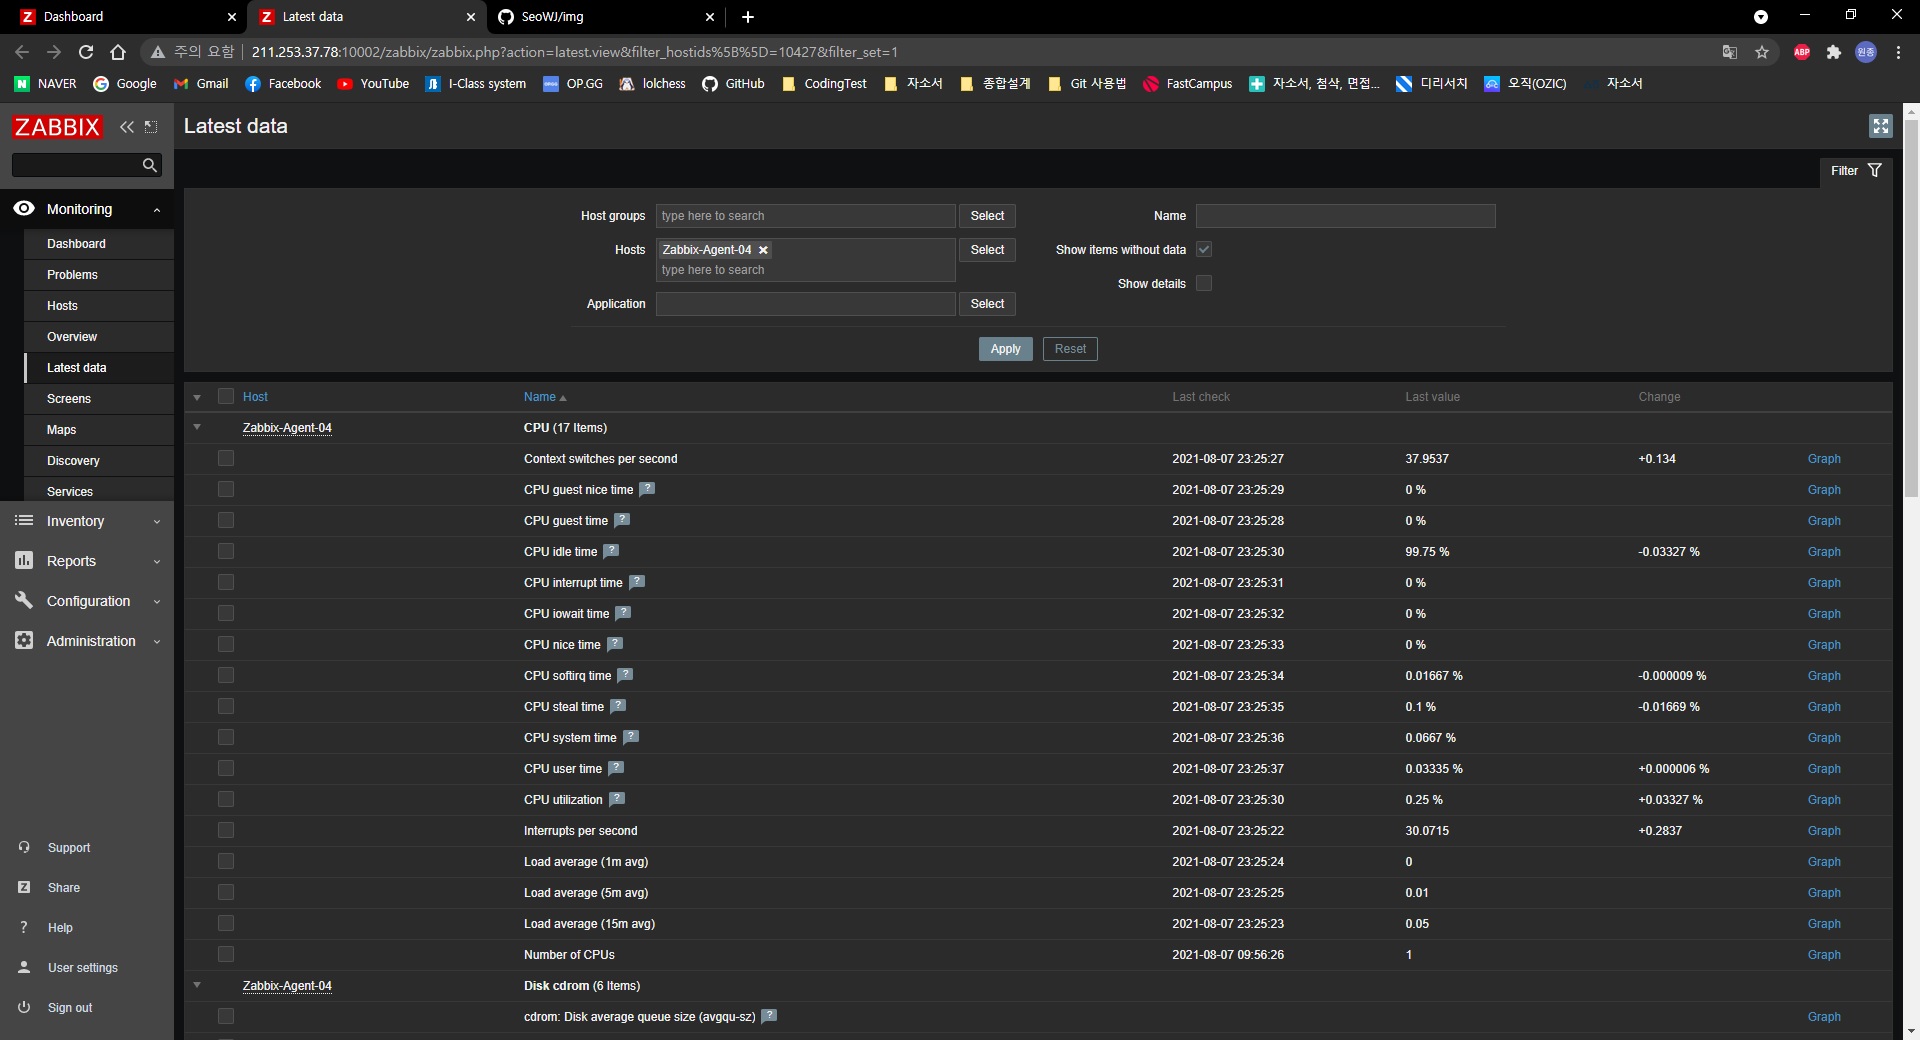 Dashboard
Latest data
SeoWJ/img
주의 요함
211.253.37.78:10002/zabbix/zabbix.php?action=latest.view&filter_hostids%5B%5D=10427&filter_set=1
ABP
원종
NAVER
Google
Gmail
Facebook
YouTube
I-Class system
OP.GG
lolchess
GitHub
CodingTest
자소서
종합설계
Git 사용법
FastCampus
자소서, 첨삭, 면접...
디리서치
오직(OZIC)
자소서
ZABBIX
Latest data
Filter
Monitoring
Dashboard
Problems
Hosts
Overview
Latest data
Screens
Maps
Discovery
Services
Inventory
Reports
Configuration
Administration
Support
Share
Help
User settings
Sign out
Host groups type here to search Select
Name
Hosts Zabbix-Agent-04 Select
type here to search
Show items without data
Show details
Application Select
Apply Reset
Host Name Last check Last value Change
Zabbix-Agent-04 CPU (17 Items)
Context switches per second 2021-08-07 23:25:27 37.9537 +0.134 Graph
CPU guest nice time ? 2021-08-07 23:25:29 0 % Graph
CPU guest time ? 2021-08-07 23:25:28 0 % Graph
CPU idle time ? 2021-08-07 23:25:30 99.75 % -0.03327 % Graph
CPU interrupt time ? 2021-08-07 23:25:31 0 % Graph
CPU iowait time ? 2021-08-07 23:25:32 0 % Graph
CPU nice time ? 2021-08-07 23:25:33 0 % Graph
CPU softirq time ? 2021-08-07 23:25:34 0.01667 % -0.000009 % Graph
CPU steal time ? 2021-08-07 23:25:35 0.1 % -0.01669 % Graph
CPU system time ? 2021-08-07 23:25:36 0.0667 % Graph
CPU user time ? 2021-08-07 23:25:37 0.03335 % +0.000006 % Graph
CPU utilization ? 2021-08-07 23:25:30 0.25 % +0.03327 % Graph
Interrupts per second 2021-08-07 23:25:22 30.0715 +0.2837 Graph
Load average (1m avg) 2021-08-07 23:25:24 0 Graph
Load average (5m avg) 2021-08-07 23:25:25 0.01 Graph
Load average (15m avg) 2021-08-07 23:25:23 0.05 Graph
Number of CPUs 2021-08-07 09:56:26 1 Graph
Zabbix-Agent-04 Disk cdrom (6 Items)
cdrom: Disk average queue size (avgqu-sz) ? Graph